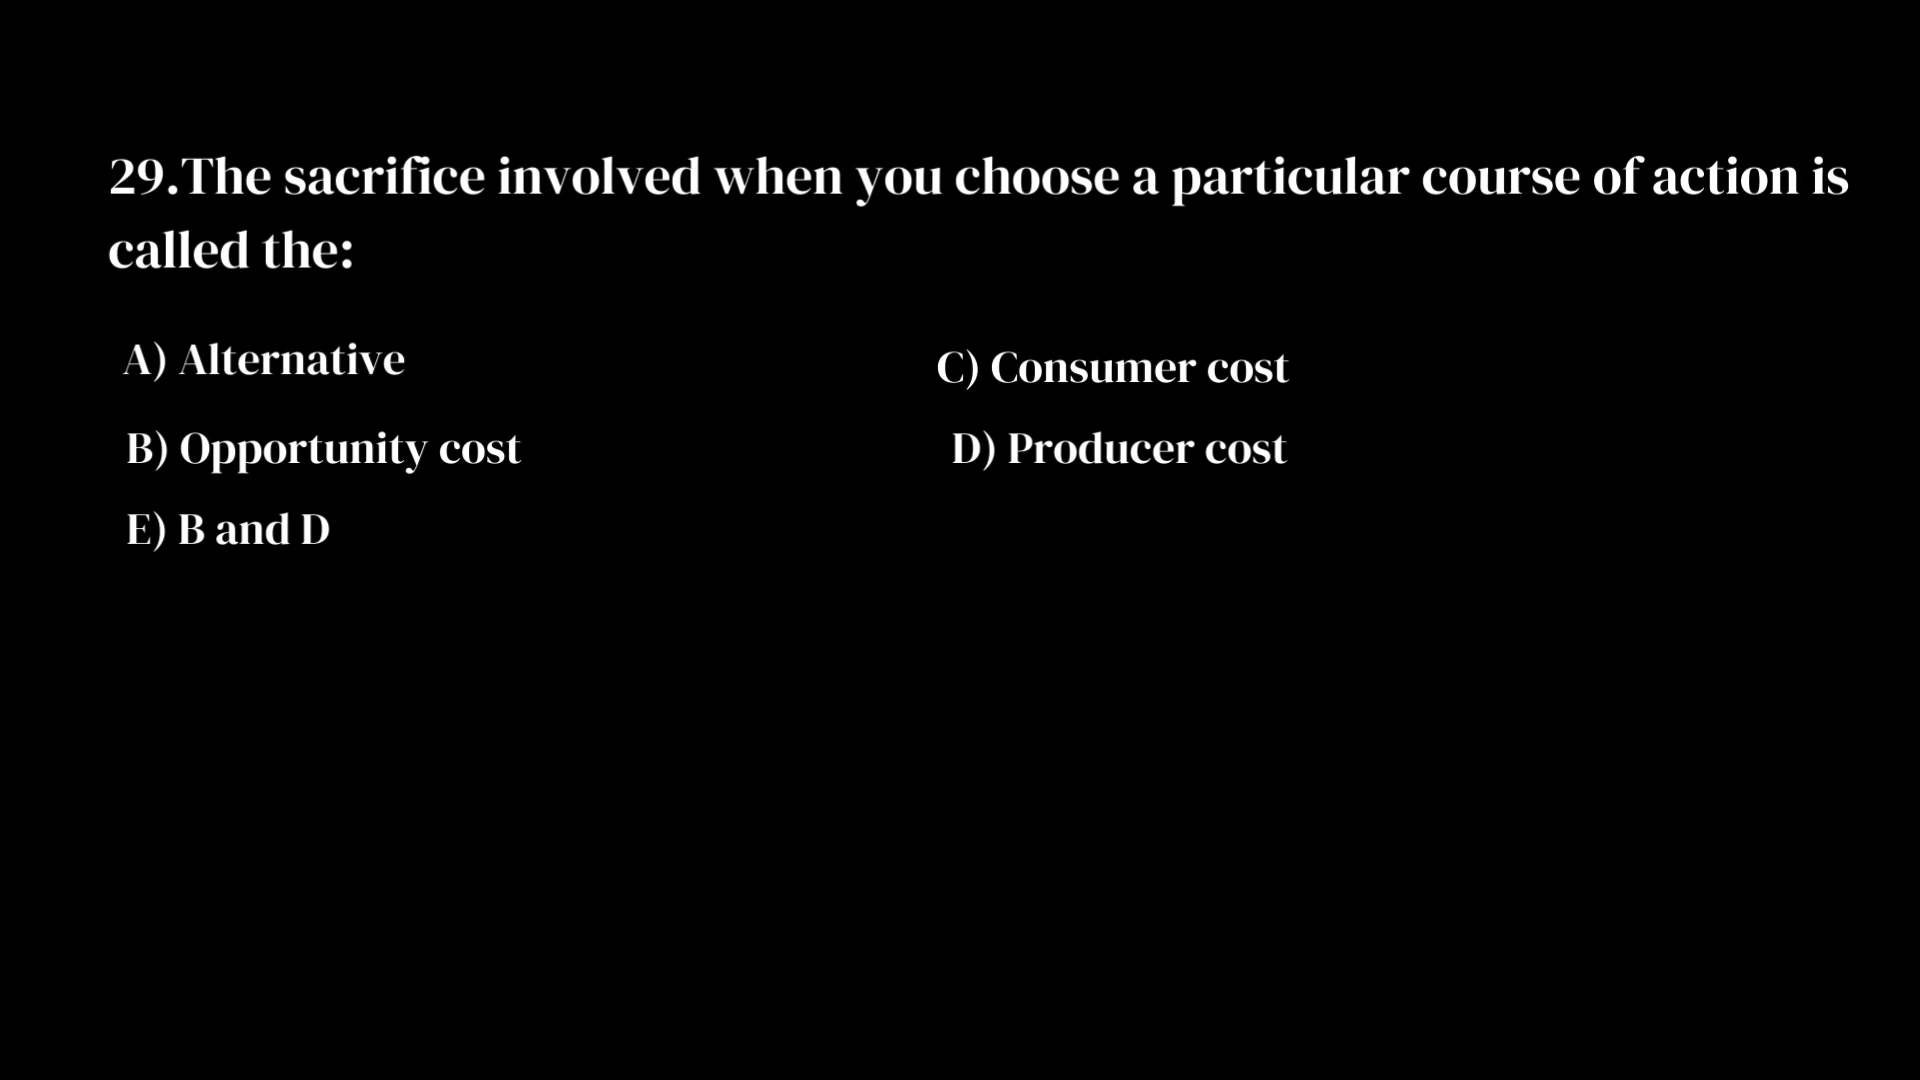 29.The sacrifice involved when you choose a particular course of action is
called the:
A) Alternative
C) Consumer cost
B) Opportunity cost
D) Producer cost
E) B and D